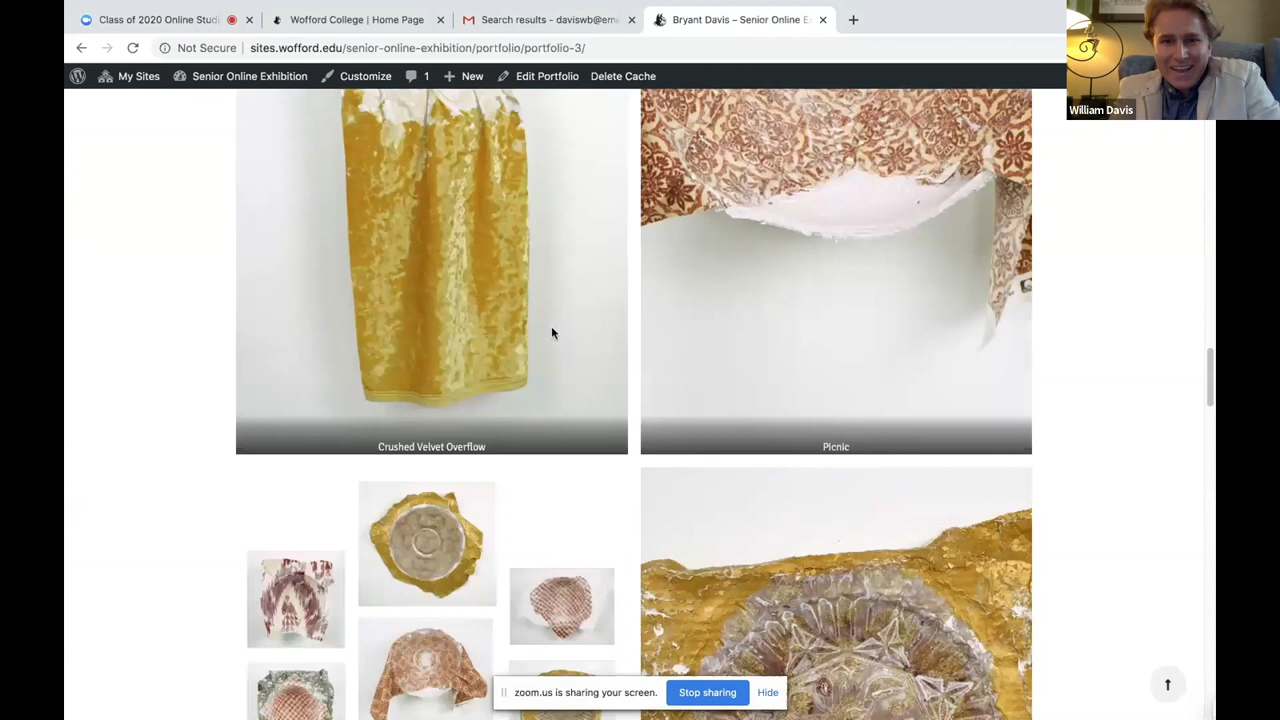 Class of 2020 Online Stud
Wofford College | Home Page
Search results - daviswb@em
Bryant Davis – Senior Online E
Not Secure | sites.wofford.edu/senior-online-exhibition/portfolio/portfolio-3/
My Sites
Senior Online Exhibition
Customize
1
New
Edit Portfolio
Delete Cache
William Davis
Crushed Velvet Overflow
Picnic
zoom.us is sharing your screen.
Stop sharing
Hide